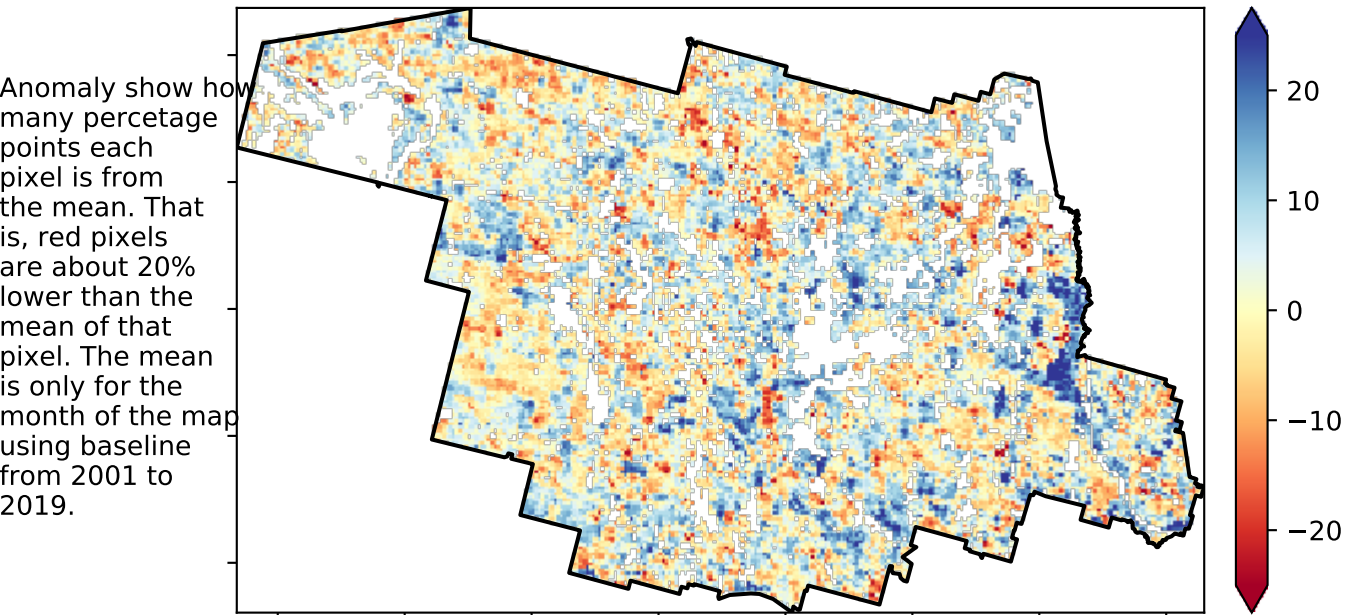 Anomaly show how
many percetage
points each
pixel is from
the mean. That
is, red pixels
are about 20%
lower than the
mean of that
pixel. The mean
is only for the
month of the map
using baseline
from 2001 to
2019.
20
10
0
−10
−20